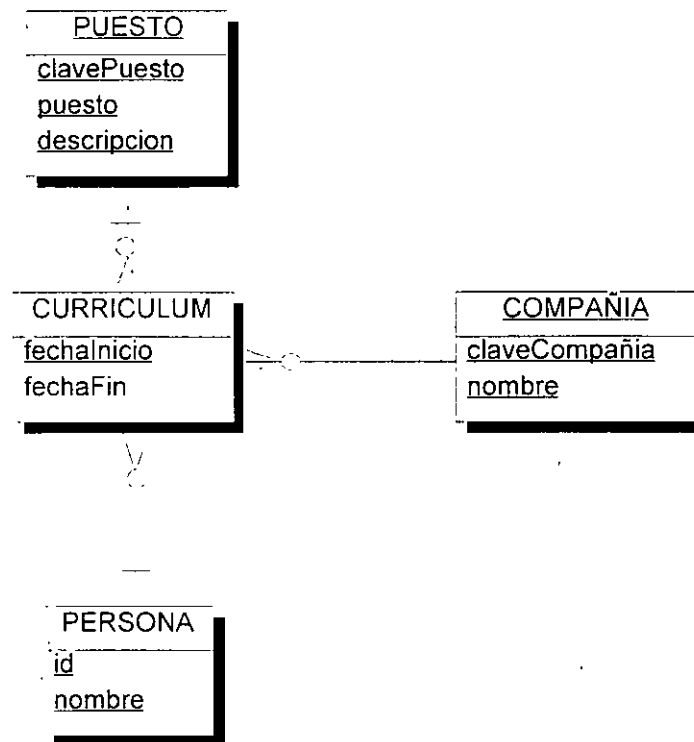 PUESTO
clavePuesto
puesto
descripcion
CURRICULUM
fechaInicio
fechaFin
COMPAÑIA
claveCompañia
nombre
PERSONA
id
nombre